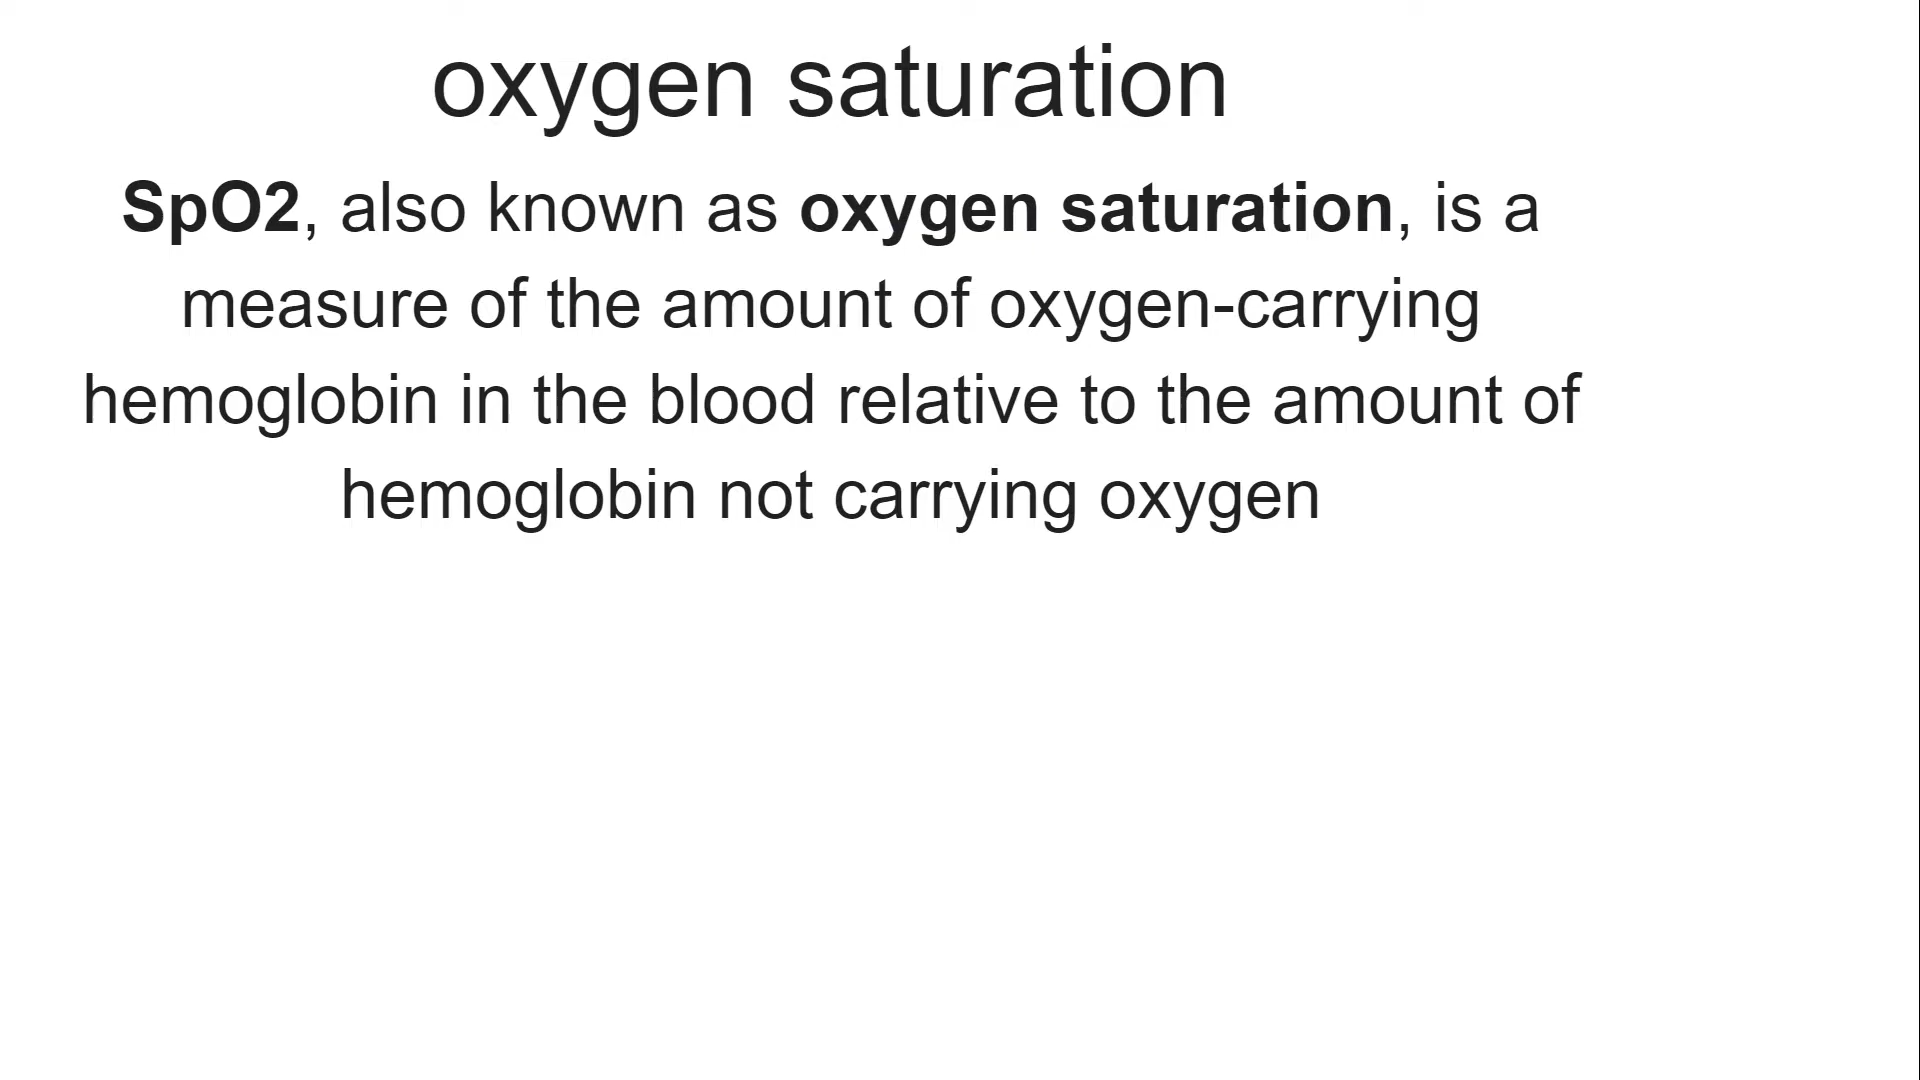 oxygen saturation
SpO2, also known as oxygen saturation, is a
measure of the amount of oxygen-carrying
hemoglobin in the blood relative to the amount of
hemoglobin not carrying oxygen